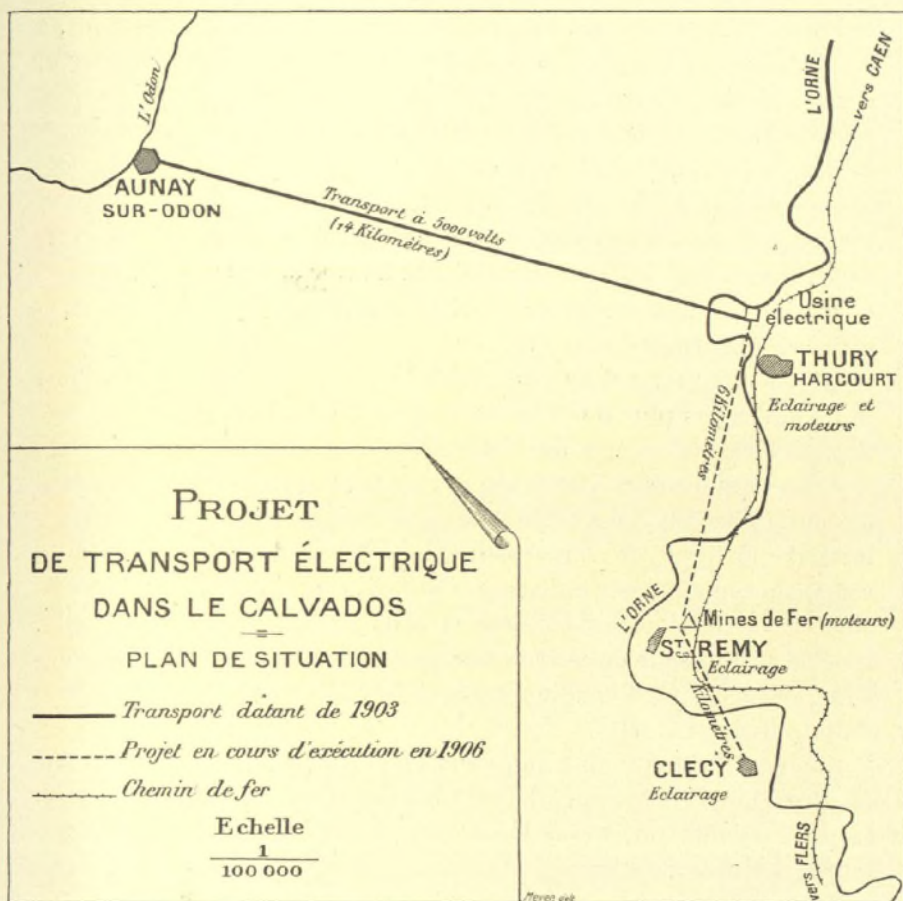 L'Odon
AUNAY
SUR-ODON
Transport à 5000 volts
(14 Kilomètres)
L'ORNE
vers CAEN
Usine
électrique
THURY
HARCOURT
Eclairage et
moteurs
6 Kilomètres
L'ORNE
Mines de Fer (moteurs)
ST REMY
Eclairage
Kilomètres
CLECY
Eclairage
vers FLERS
PROJET
DE TRANSPORT ÉLECTRIQUE
DANS LE CALVADOS
PLAN DE SITUATION
Transport datant de 1903
Projet en cours d'exécution en 1906
Chemin de fer
Echelle
1
100 000